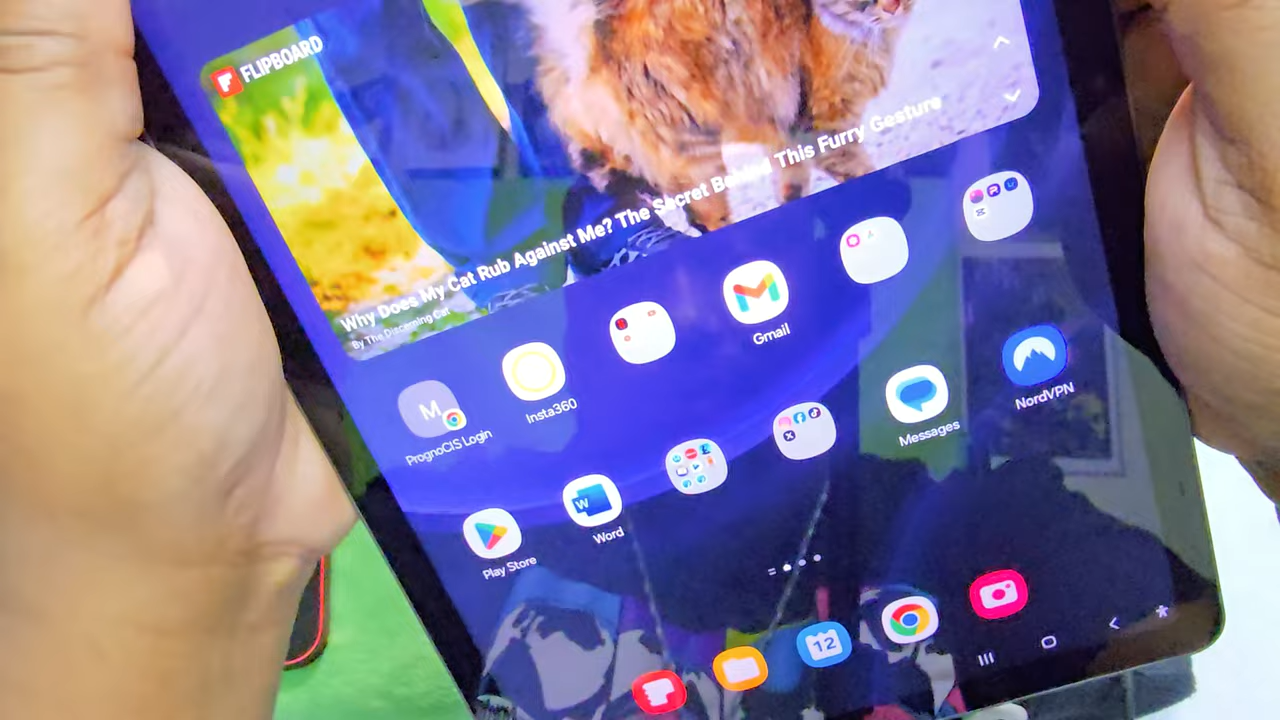 FLIPBOARD
Why Does My Cat Rub Against Me? The Secret Behind This Furry Gesture
By The Discerning Cat
M
PrognoCIS Login
Insta360
Gmail
NordVPN
Messages
Word
W
Play Store
12